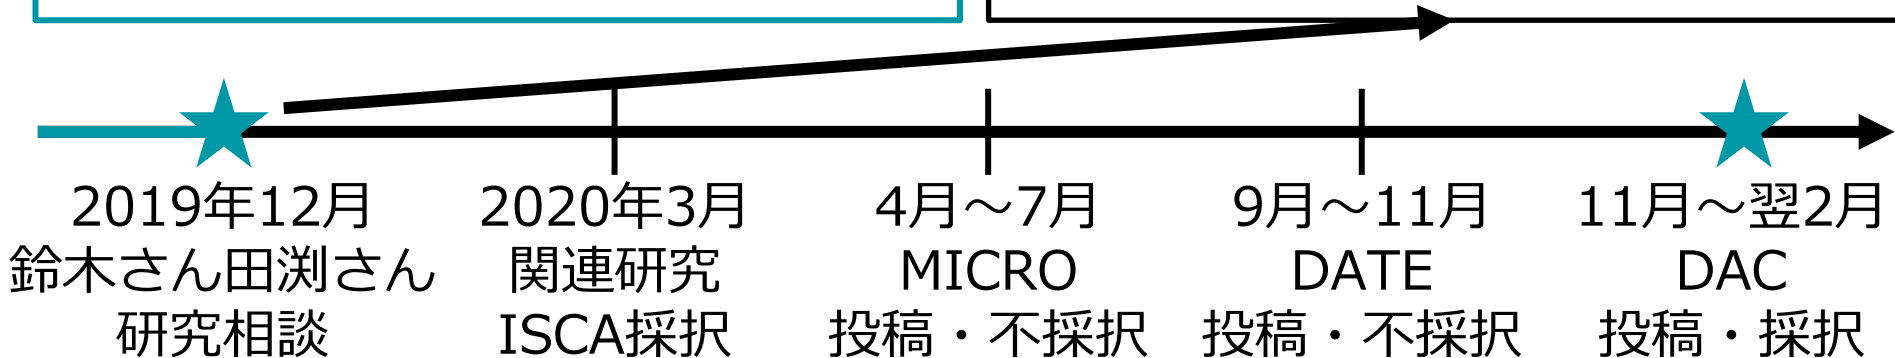 2019年12月
鈴木さん田渕さん
研究相談
2020年3月
関連研究
ISCA採択
4月～7月
MICRO
投稿・不採択
9月～11月
DATE
投稿・不採択
11月～翌2月
DAC
投稿・採択